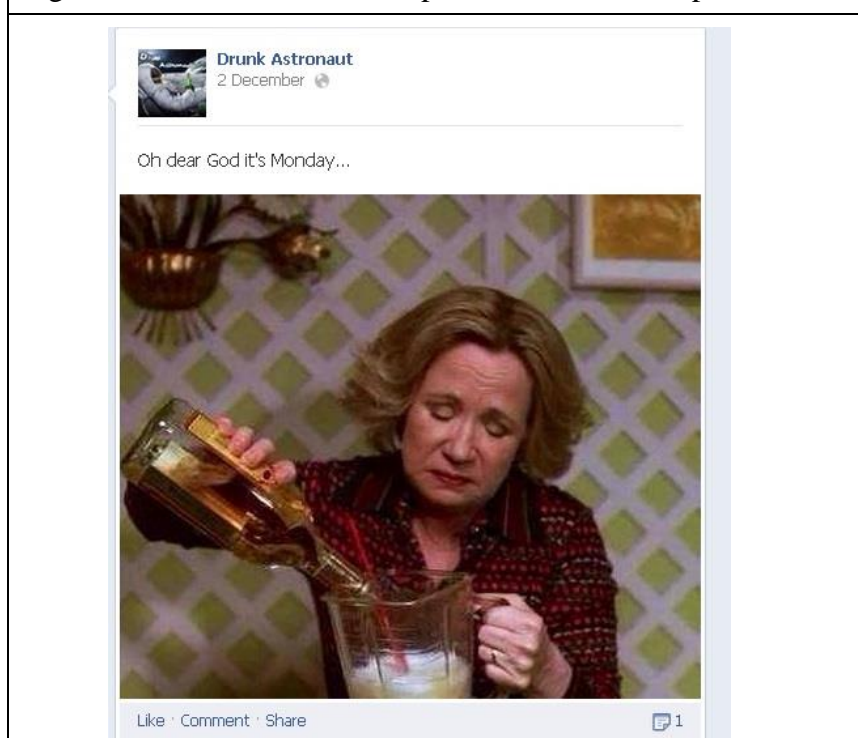 Drunk Astronaut
2 December
Oh dear God it's Monday...
Like · Comment · Share
1